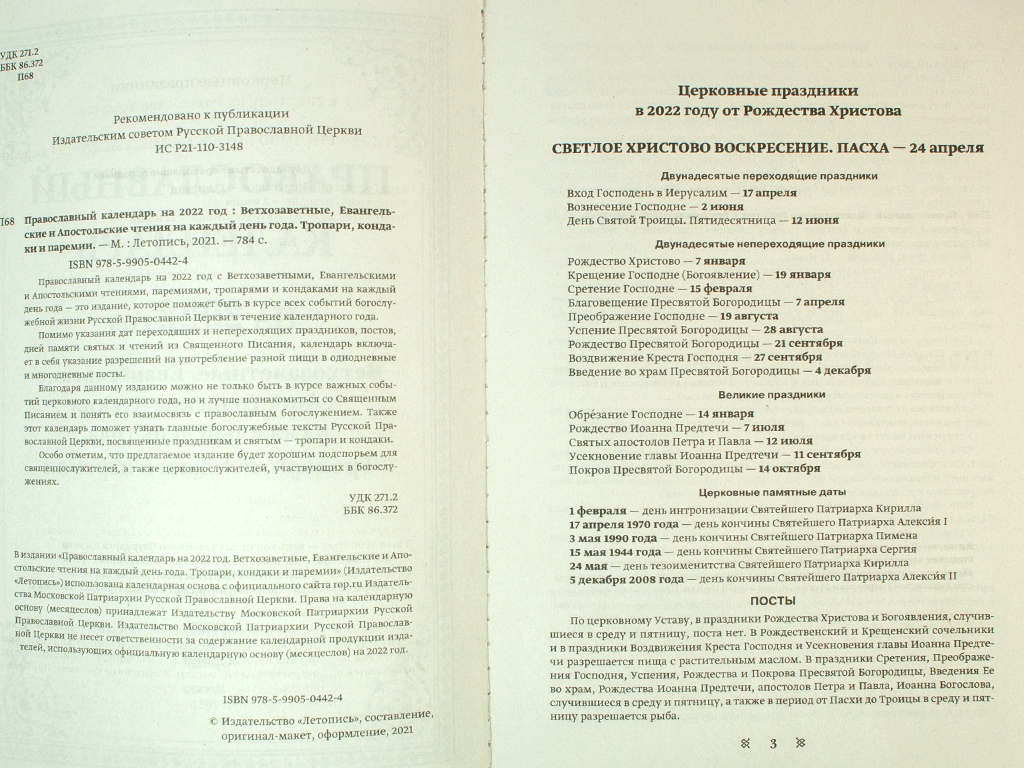 УДК 271.2
ББК 86.372
П68
Рекомендовано к публикации
Издательским советом Русской Православной Церкви
ИС Р21-110-3148
П68 Православный календарь на 2022 год : Ветхозаветные, Евангель-
ские и Апостольские чтения на каждый день года. Тропари, конда-
ки и паремии. — М. : Летопись, 2021. — 784 с.
ISBN 978-5-9905-0442-4
Православный календарь на 2022 год с Ветхозаветными, Евангельскими
и Апостольскими чтениями, паремиями, тропарями и кондаками на каждый
день года — это издание, которое поможет быть в курсе всех событий богослу-
жебной жизни Русской Православной Церкви в течение календарного года.
Помимо указания дат переходящих и непереходящих праздников, постов,
дней памяти святых и чтений из Священного Писания, календарь включа-
ет в себя указание разрешений на употребление разной пищи в однодневные
и многодневные посты.
Благодаря данному изданию можно не только быть в курсе важных собы-
тий церковного календарного года, но и лучше познакомиться со Священным
Писанием и понять его взаимосвязь с православным богослужением. Также
этот календарь поможет узнать главные богослужебные тексты Русской Пра-
вославной Церкви, посвященные праздникам и святым — тропари и кондаки.
Особо отметим, что предлагаемое издание будет хорошим подспорьем для
священнослужителей, а также церковнослужителей, участвующих в богослу-
жениях.
УДК 271.2
ББК 86.372
В издании «Православный календарь на 2022 год. Ветхозаветные, Евангельские и Апо-
стольские чтения на каждый день года. Тропари, кондаки и паремии» (Издательство
«Летопись») использована календарная основа с официального сайта rop.ru Издатель-
ства Московской Патриархии Русской Православной Церкви. Права на календарную
основу (месяцеслов) принадлежат Издательству Московской Патриархии Русской
Православной Церкви. Издательство Московской Патриархии Русской Православ-
ной Церкви не несет ответственности за содержание календарной продукции изда-
телей, использующих официальную календарную основу (месяцеслов) на 2022 год.
ISBN 978-5-9905-0442-4
© Издательство «Летопись», составление,
оригинал-макет, оформление, 2021
Церковные праздники
в 2022 году от Рождества Христова
СВЕТЛОЕ ХРИСТОВО ВОСКРЕСЕНИЕ. ПАСХА — 24 апреля
Двунадесятые переходящие праздники
Вход Господень в Иерусалим — 17 апреля
Вознесение Господне — 2 июня
День Святой Троицы. Пятидесятница — 12 июня
Двунадесятые непереходящие праздники
Рождество Христово — 7 января
Крещение Господне (Богоявление) — 19 января
Сретение Господне — 15 февраля
Благовещение Пресвятой Богородицы — 7 апреля
Преображение Господне — 19 августа
Успение Пресвятой Богородицы — 28 августа
Рождество Пресвятой Богородицы — 21 сентября
Воздвижение Креста Господня — 27 сентября
Введение во храм Пресвятой Богородицы — 4 декабря
Великие праздники
Обре́зание Господне — 14 января
Рождество Иоанна Предтечи — 7 июля
Святых апостолов Петра и Павла — 12 июля
Усекновение главы Иоанна Предтечи — 11 сентября
Покров Пресвятой Богородицы — 14 октября
Церковные памятные даты
1 февраля — день интронизации Святейшего Патриарха Кирилла
17 апреля 1970 года — день кончины Святейшего Патриарха Алекси́я I
3 мая 1990 года — день кончины Святейшего Патриарха Пимена
15 мая 1944 года — день кончины Святейшего Патриарха Сергия
24 мая — день тезоименитства Святейшего Патриарха Кирилла
5 декабря 2008 года — день кончины Святейшего Патриарха Алекси́я II
ПОСТЫ
По церковному Уставу, в праздники Рождества Христова и Богоявления, случив-
шиеся в среду и пятницу, поста нет. В Рождественский и Крещенский сочельники
и в праздники Воздвижения Креста Господня и Усекновения главы Иоанна Предте-
чи разрешается пища с растительным маслом. В праздники Сретения, Преображе-
ния Господня, Успения, Рождества и Покрова Пресвятой Богородицы, Введения Ее
во храм, Рождества Иоанна Предтечи, апостолов Петра и Павла, Иоанна Богослова,
случившиеся в среду и пятницу, а также в период от Пасхи до Троицы в среду и пят-
ницу разрешается рыба.
3